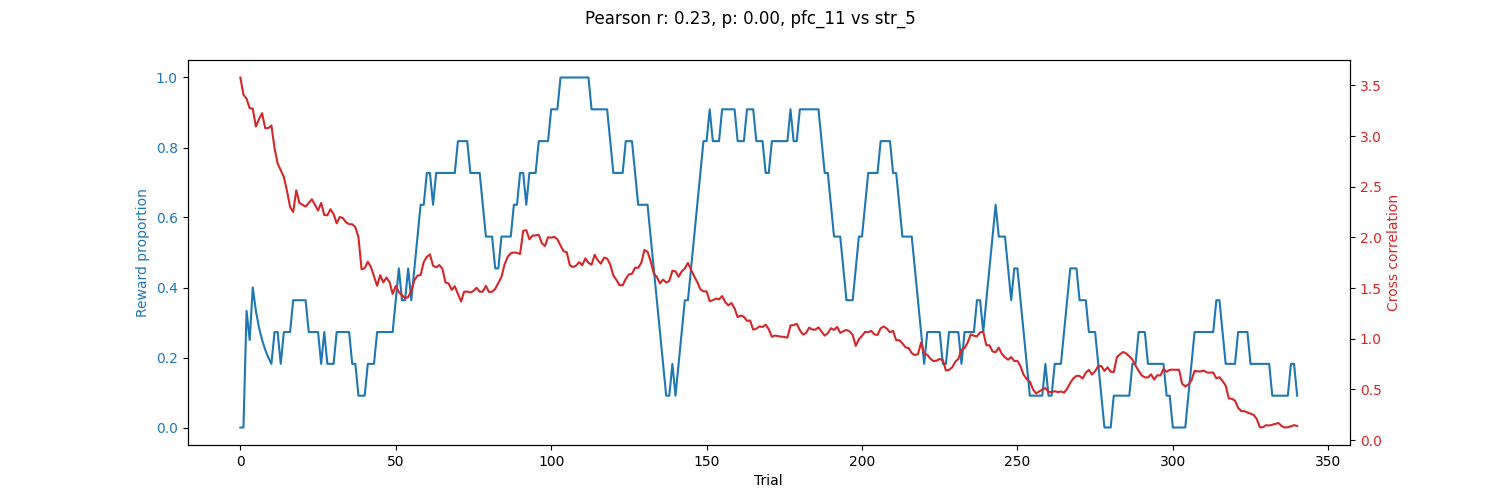 Pearson r: 0.23, p: 0.00, pfc_11 vs str_5
Reward proportion
1.0
0.8
0.6
0.4
0.2
0.0
3.5
3.0
2.5
2.0
1.5
1.0
0.5
0.0
Cross correlation
0 50 100 150 200 250 300 350
Trial